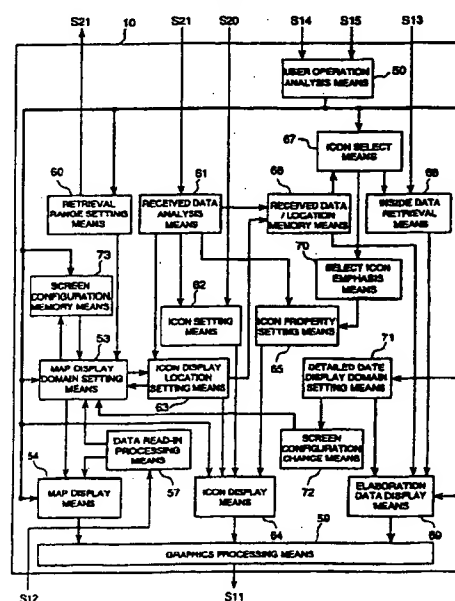 S21 S21 S20 S14 S15 S13
10
USER OPERATION
ANALYSIS MEANS
50
67
ICON SELECT
MEANS
60
RETRIEVAL
RANGE SETTING
MEANS
61
RECEIVED DATA
ANALYSIS
MEANS
66
RECEIVED DATA
/ LOCATION
MEMORY MEANS
68
INSIDE DATA
RETRIEVAL
MEANS
73
SCREEN
CONFIGURATION
MEMORY MEANS
62
ICON SETTING
MEANS
70
SELECT ICON
EMPHASIS MEANS
ICON PROPERTY
SETTING MEANS
65
53
MAP DISPLAY
DOMAIN SETTING
MEANS
ICON DISPLAY
LOCATION
SETTING MEANS
63
71
DETAILED DATE
DISPLAY DOMAIN
SETTING MEANS
DATA READ-IN
PROCESSING
MEANS
57
SCREEN
CONFIGURATION
CHANGE MEANS
72
54
MAP DISPLAY
MEANS
ICON DISPLAY
MEANS
64
ELABORATION
DATA DISPLAY
MEANS
69
59
GRAPHICS PROCESSING MEANS
S12 S11